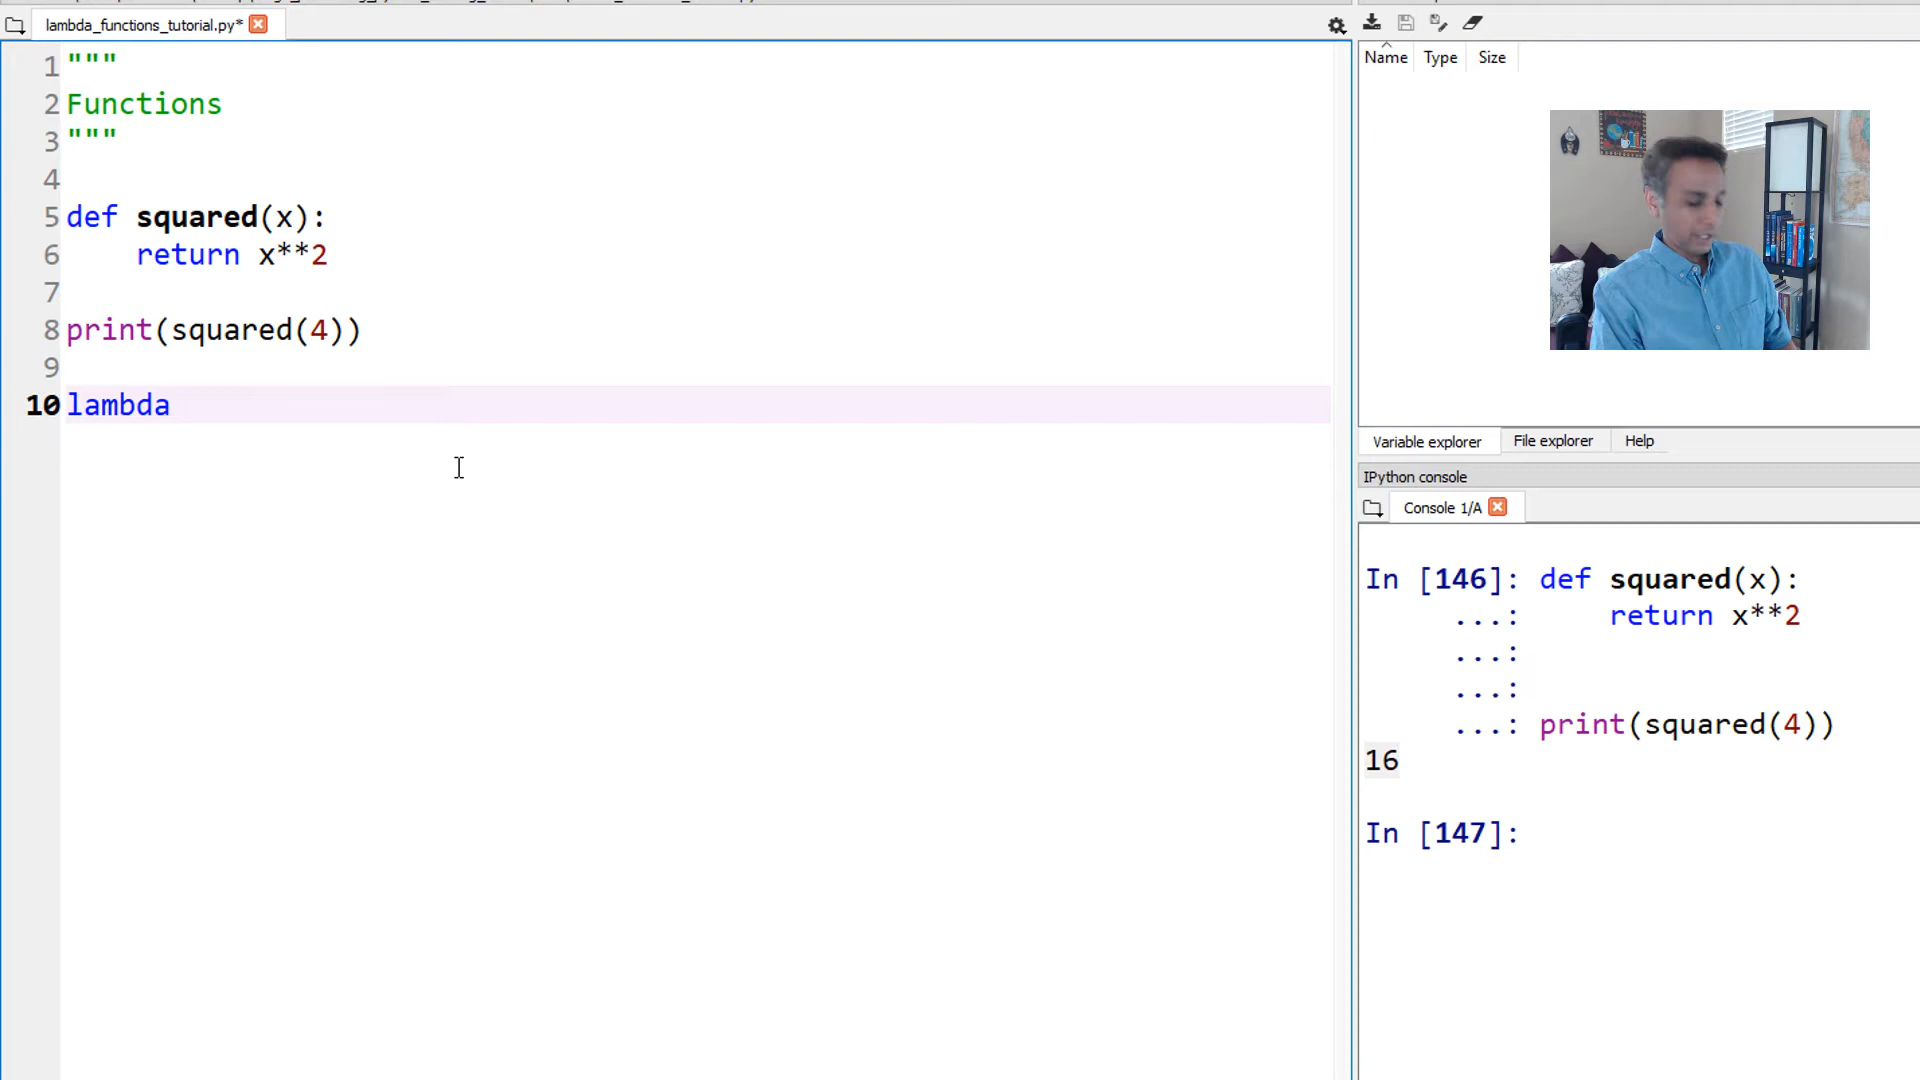 lambda_functions_tutorial.py*
1 """
2 Functions
3 """
4
5 def squared(x):
6     return x**2
7
8 print(squared(4))
9
10 lambda
Name Type Size
Variable explorer File explorer Help
IPython console
Console 1/A
In [146]: def squared(x):
...:     return x**2
...:
...:
...: print(squared(4))
16
In [147]: